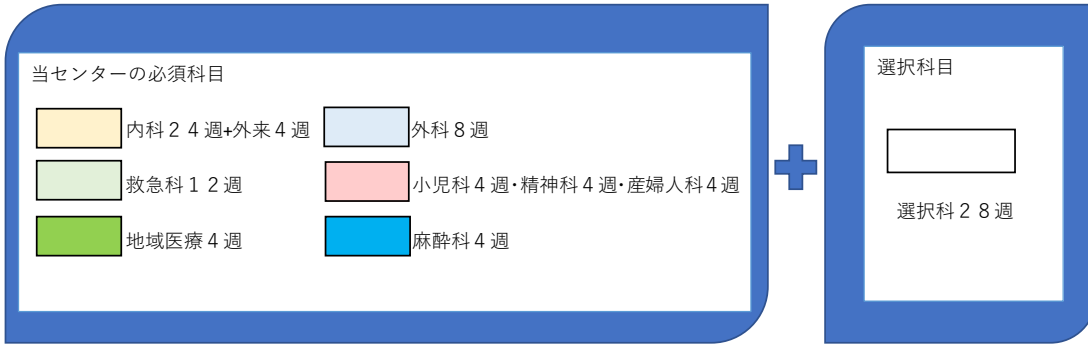 当センターの必須科目
内科２４週+外来４週
外科８週
救急科１２週
小児科４週・精神科４週・産婦人科４週
地域医療４週
麻酔科４週
選択科目
選択科２８週